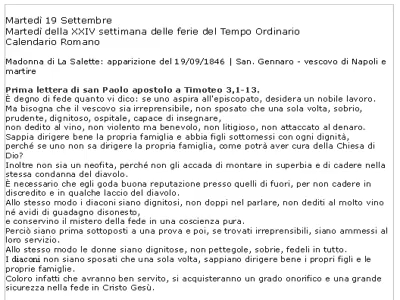 Martedì 19 Settembre
Martedì della XXIV settimana delle ferie del Tempo Ordinario
Calendario Romano
Madonna di La Salette: apparizione del 19/09/1846 | San. Gennaro - vescovo di Napoli e
martire
Prima lettera di san Paolo apostolo a Timoteo 3,1-13.
È degno di fede quanto vi dico: se uno aspira all'episcopato, desidera un nobile lavoro.
Ma bisogna che il vescovo sia irreprensibile, non sposato che una sola volta, sobrio,
prudente, dignitoso, ospitale, capace di insegnare,
non dedito al vino, non violento ma benevolo, non litigioso, non attaccato al denaro.
Sappia dirigere bene la propria famiglia e abbia figli sottomessi con ogni dignità,
perché se uno non sa dirigere la propria famiglia, come potrà aver cura della Chiesa di
Dio?
Inoltre non sia un neofita, perché non gli accada di montare in superbia e di cadere nella
stessa condanna del diavolo.
È necessario che egli goda buona reputazione presso quelli di fuori, per non cadere in
discredito e in qualche laccio del diavolo.
Allo stesso modo i diaconi siano dignitosi, non doppi nel parlare, non dediti al molto vino
né avidi di guadagno disonesto,
e conservino il mistero della fede in una coscienza pura.
Perciò siano prima sottoposti a una prova e poi, se trovati irreprensibili, siano ammessi al
loro servizio.
Allo stesso modo le donne siano dignitose, non pettegole, sobrie, fedeli in tutto.
I diaconi non siano sposati che una sola volta, sappiano dirigere bene i propri figli e le
proprie famiglie.
Coloro infatti che avranno ben servito, si acquisteranno un grado onorifico e una grande
sicurezza nella fede in Cristo Gesù.